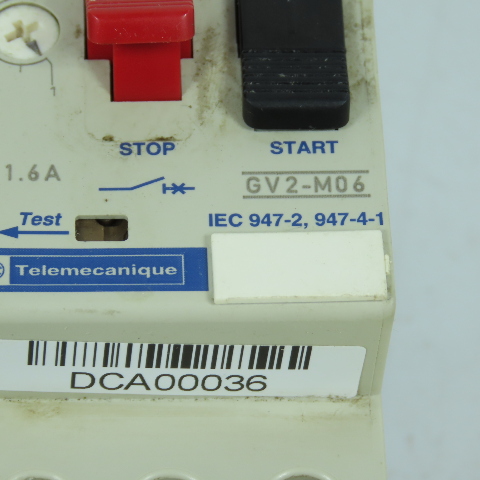 STOP START
1.6A GV2-M06
Test IEC 947-2, 947-4-1
Telemecanique
DCA00036